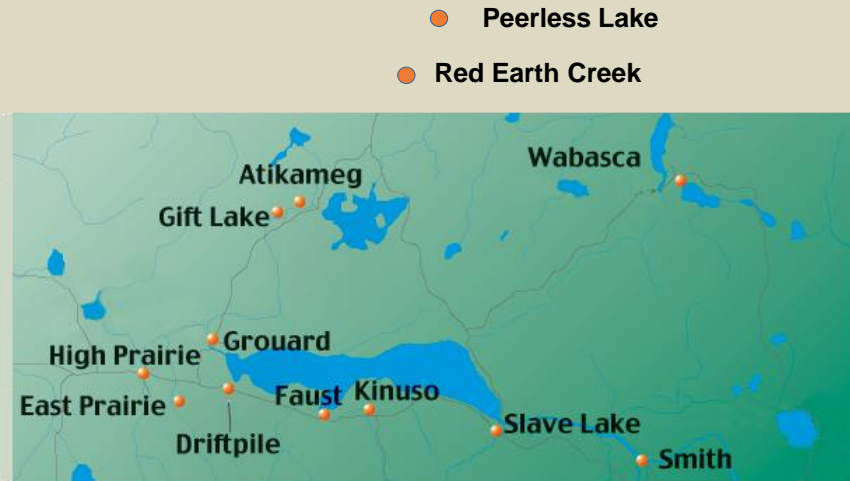 Peerless Lake
Red Earth Creek
Wabasca
Atikameg
Gift Lake
Grouard
High Prairie
East Prairie
Faust
Kinuso
Driftpile
Slave Lake
Smith